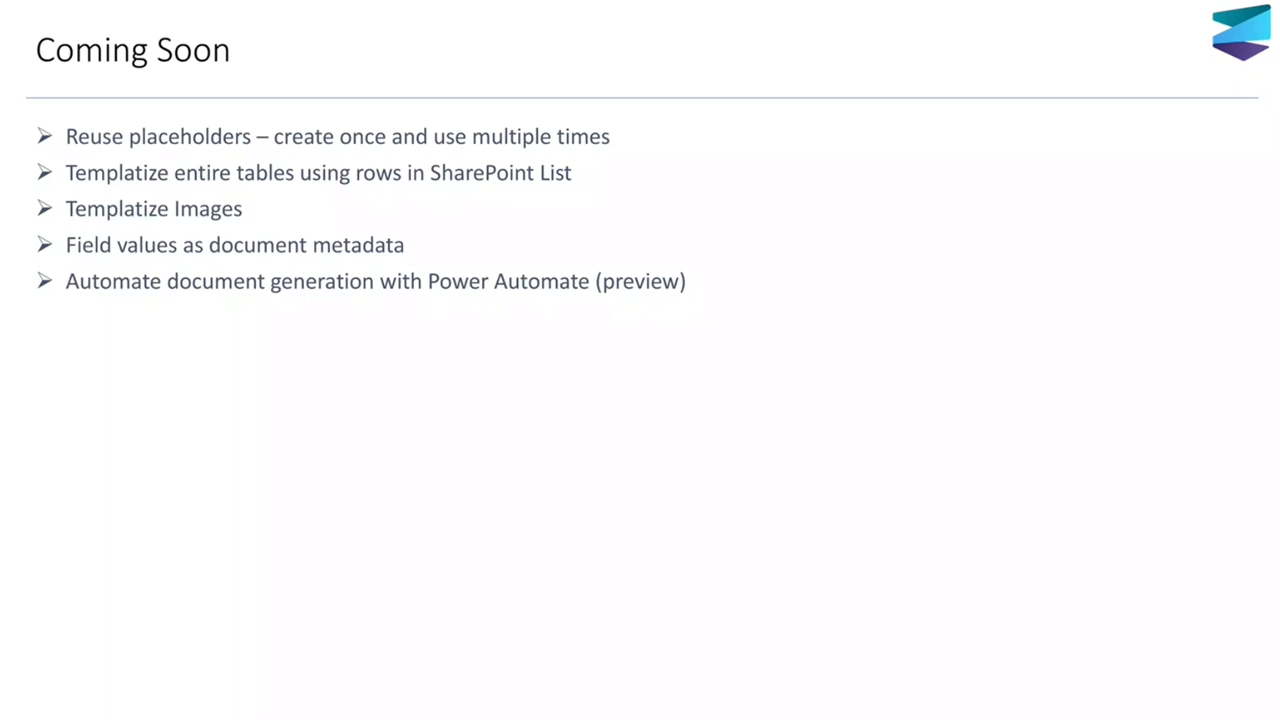 Coming Soon
➢ Reuse placeholders – create once and use multiple times
➢ Templatize entire tables using rows in SharePoint List
➢ Templatize Images
➢ Field values as document metadata
➢ Automate document generation with Power Automate (preview)